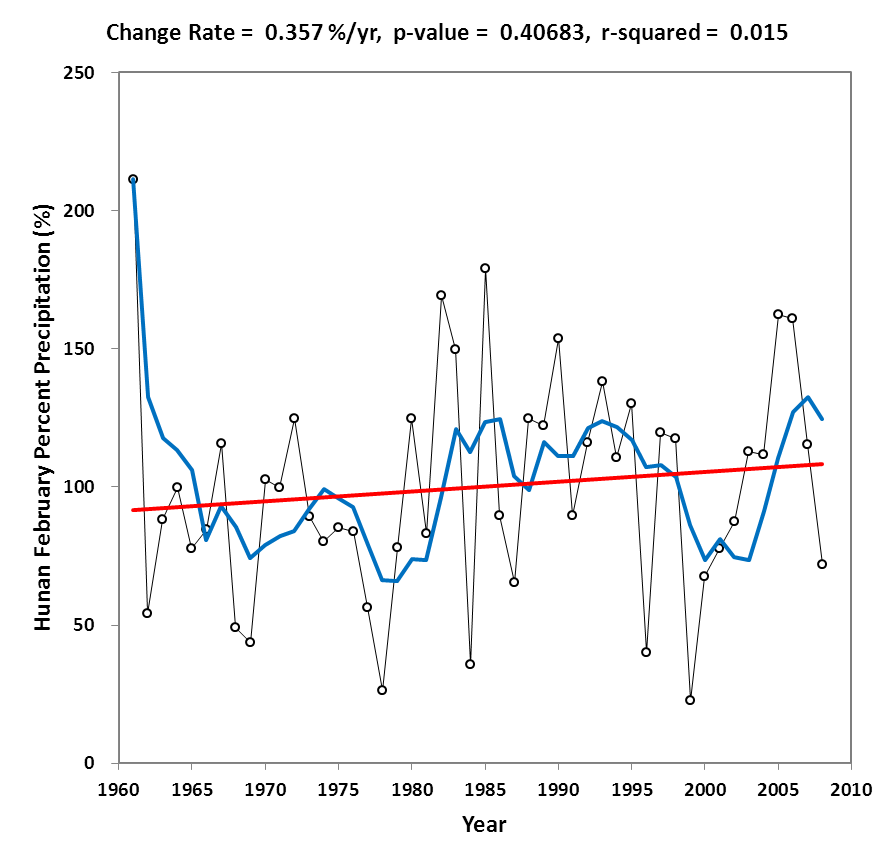 Change Rate = 0.357 %/yr, p-value = 0.40683, r-squared = 0.015
Hunan February Percent Precipitation (%)
250
200
150
100
50
0
1960 1965 1970 1975 1980 1985 1990 1995 2000 2005 2010
Year